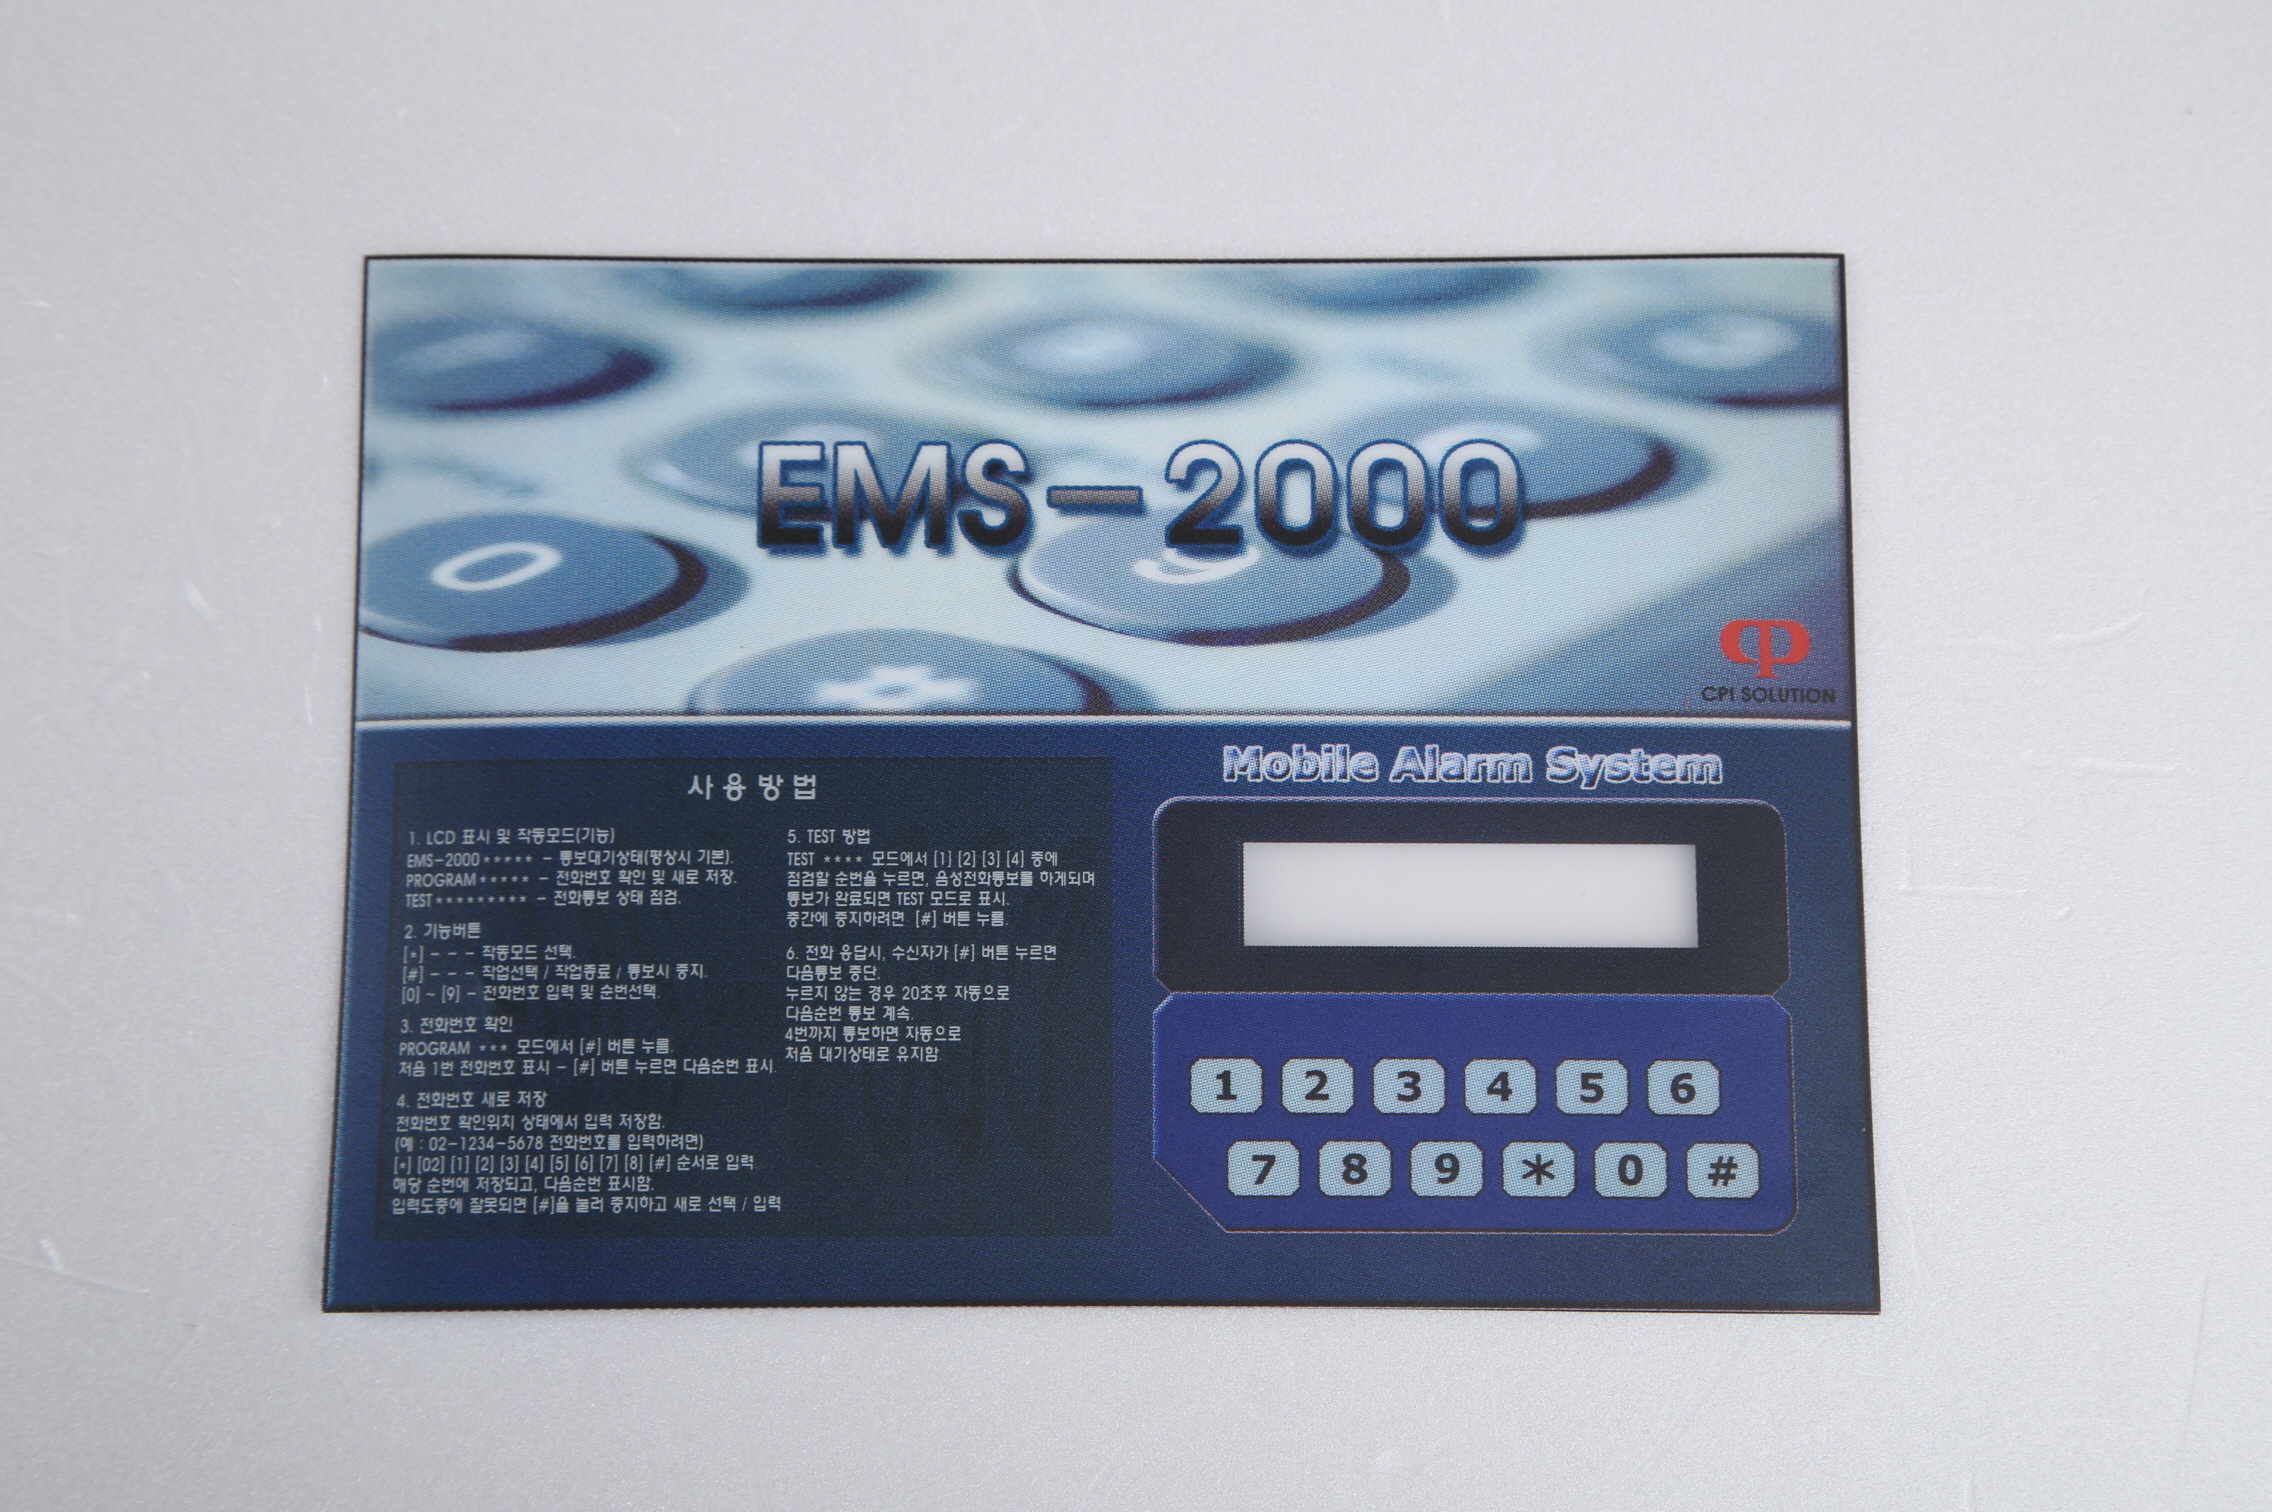 EMS-2000
CPI SOLUTION
사용방법
1. LCD 표시 및 작동모드(기능)
EMS-2000***** - 통보대기상태(평상시 기본).
PROGRAM***** - 전화번호 확인 및 새로 저장.
TEST********* - 전화통보 상태 점검.
2. 기능버튼
[*] - - - 작동모드 선택.
[#] - - - 작업선택 / 작업종료 / 통보시 중지.
[0] ~ [9] - 전화번호 입력 및 순번선택.
3. 전화번호 확인
PROGRAM *** 모드에서 [#] 버튼 누름.
처음 1번 전화번호 표시 - [#] 버튼 누르면 다음순번 표시.
4. 전화번호 새로 저장
전화번호 확인위치 상태에서 입력 저장함.
(예 : 02-1234-5678 전화번호를 입력하려면)
[*] [02] [1] [2] [3] [4] [5] [6] [7] [8] [#] 순서로 입력
해당 순번에 저장되고, 다음순번 표시함.
입력도중에 잘못되면 [#]을 눌러 중지하고 새로 선택 / 입력
5. TEST 방법
TEST **** 모드에서 [1] [2] [3] [4] 중에
점검할 순번을 누르면, 음성전화통보를 하게되며
통보가 완료되면 TEST 모드로 표시.
중간에 중지하려면 [#] 버튼 누름.
6. 전화 응답시, 수신자가 [#] 버튼 누르면
다음통보 중단.
누르지 않는 경우 20초후 자동으로
다음순번 통보 계속.
4번까지 통보하면 자동으로
처음 대기상태로 유지함.
Mobile Alarm System
1 2 3 4 5 6
7 8 9 * 0 #